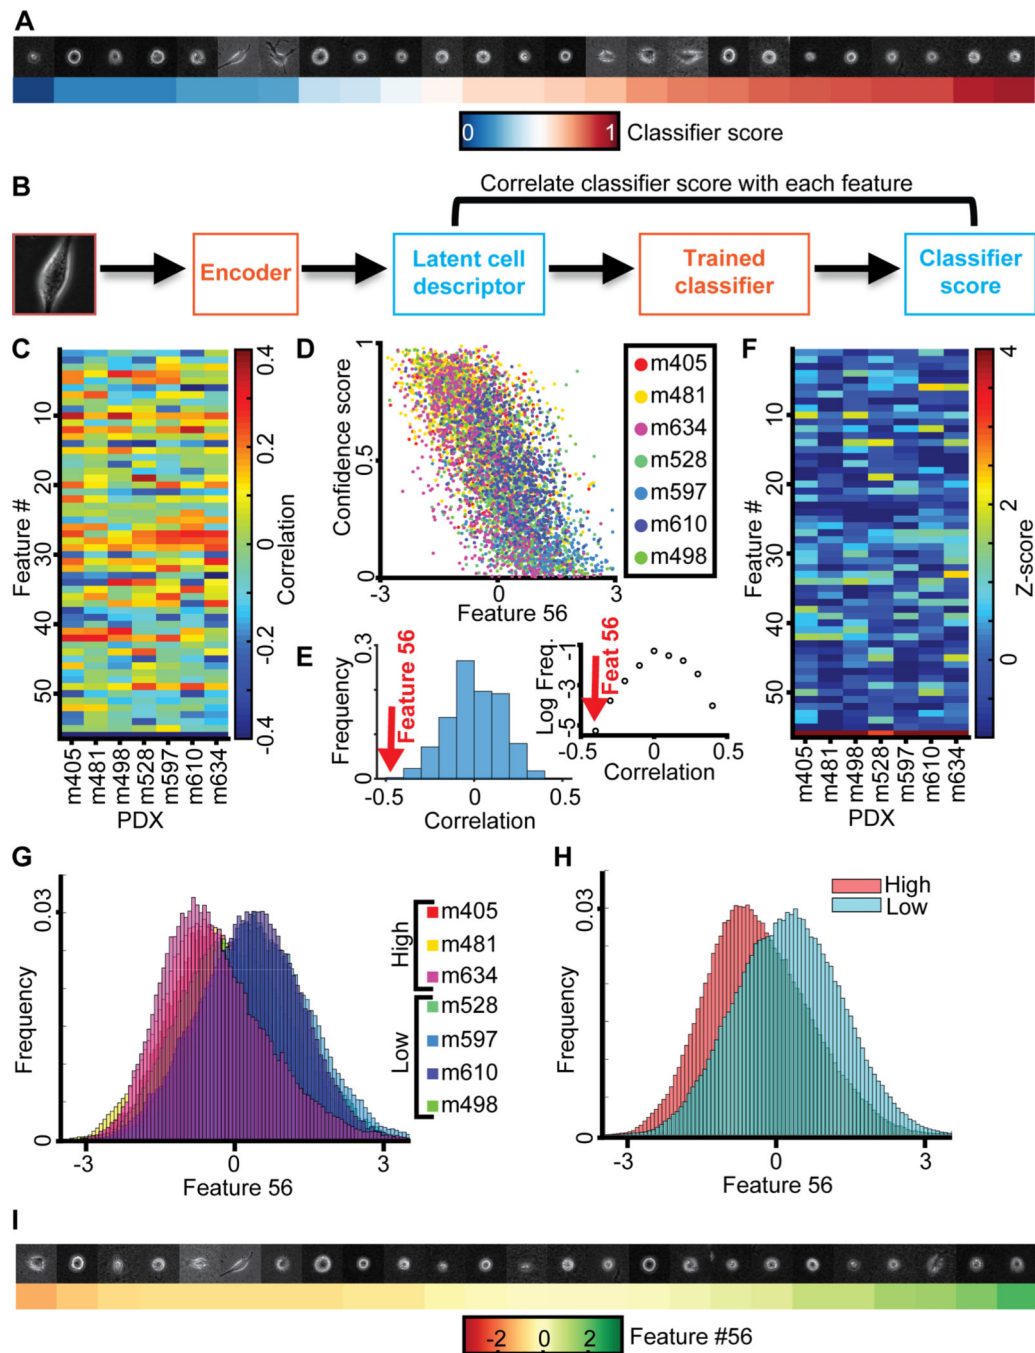 A
0 1 Classifier score
B
Correlate classifier score with each feature
Encoder
Latent cell
descriptor
Trained
classifier
Classifier
score
C
Feature #
10
20
30
40
50
0.4
0.2
0
-0.2
-0.4
Correlation
m405
m481
m498
m528
m597
m610
m634
PDX
D
Confidence score
1
0.5
0
-3 0 3
Feature 56
m405
m481
m634
m528
m597
m610
m498
E
Frequency
0.3
0
Feature 56
-0.5 0 0.5
Correlation
Log Freq.
-1
-3
-5
Feat 56
-0.5 0 0.5
Correlation
F
Feature #
10
20
30
40
50
4
2
0
Z-score
m405
m481
m498
m528
m597
m610
m634
PDX
G
Frequency
0.03
0
-3 0 3
Feature 56
High
m405
m481
m634
Low
m528
m597
m610
m498
H
Frequency
0.03
0
-3 0 3
Feature 56
High
Low
I
-2 0 2 Feature #56